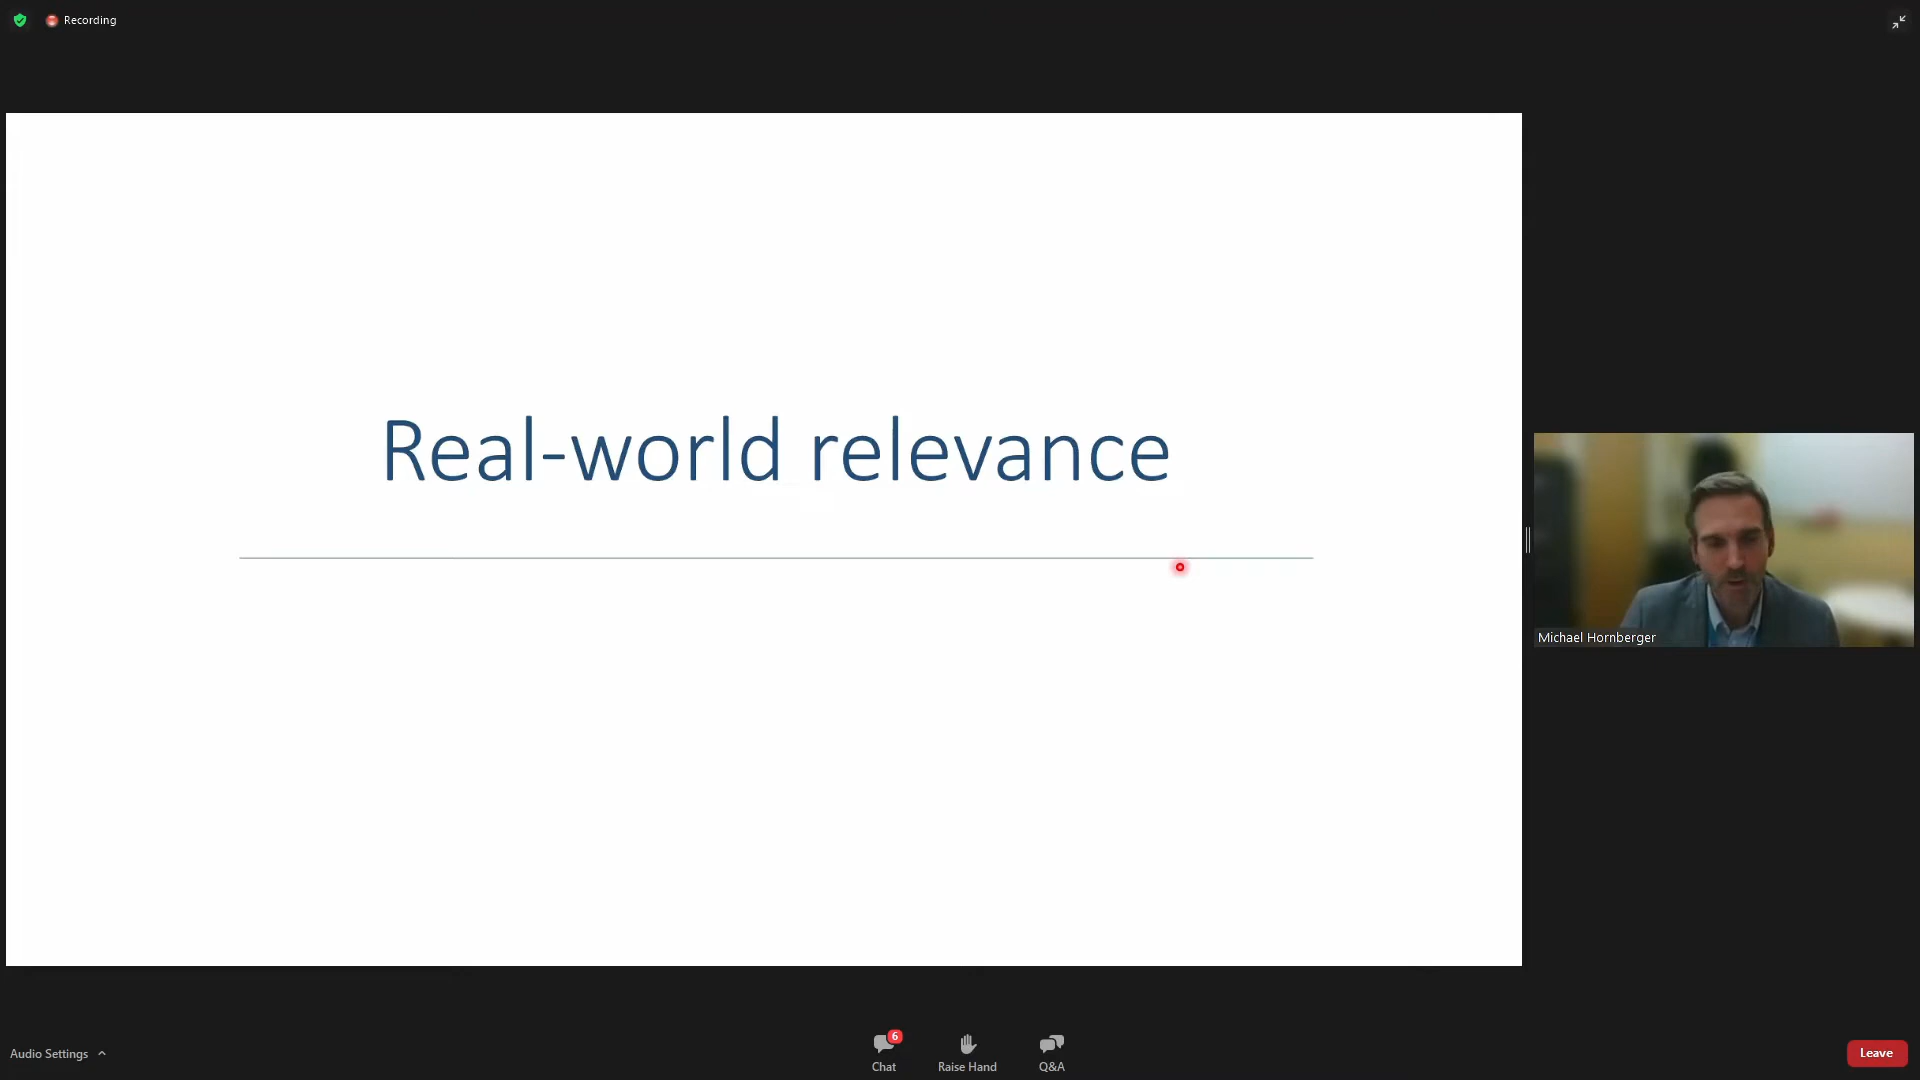 Recording
Real-world relevance
Michael Hornberger
Audio Settings
6
Chat
Raise Hand
Q&A
Leave